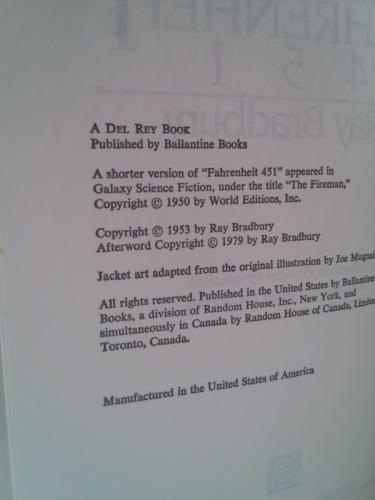 A DEL REY BOOK
Published by Ballantine Books
A shorter version of "Fahrenheit 451" appeared in
Galaxy Science Fiction, under the title "The Fireman,"
Copyright © 1950 by World Editions, Inc.
Copyright © 1953 by Ray Bradbury
Afterword Copyright © 1979 by Ray Bradbury
Jacket art adapted from the original illustration by Joe Mugnai
All rights reserved. Published in the United States by Ballantine
Books, a division of Random House, Inc., New York, and
simultaneously in Canada by Random House of Canada, Limited
Toronto, Canada.
Manufactured in the United States of America